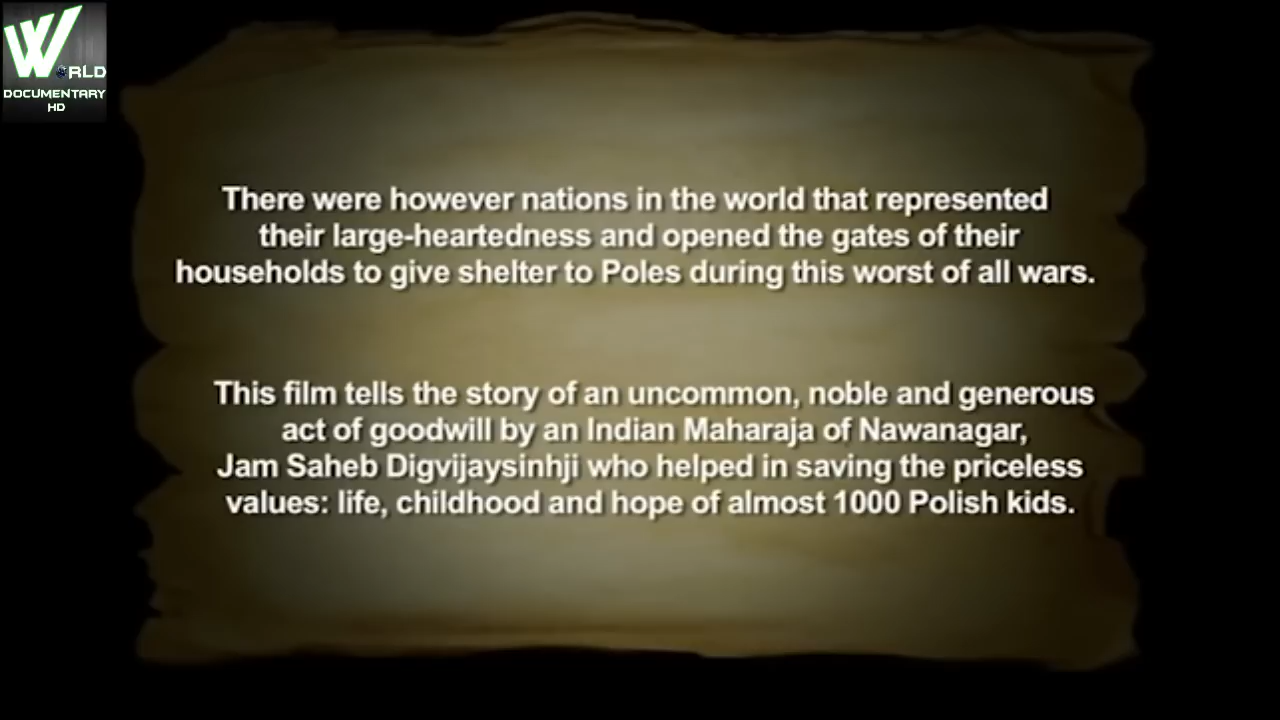 WORLD
DOCUMENTARY
HD
There were however nations in the world that represented
their large-heartedness and opened the gates of their
households to give shelter to Poles during this worst of all wars.
This film tells the story of an uncommon, noble and generous
act of goodwill by an Indian Maharaja of Nawanagar,
Jam Saheb Digvijaysinhji who helped in saving the priceless
values: life, childhood and hope of almost 1000 Polish kids.